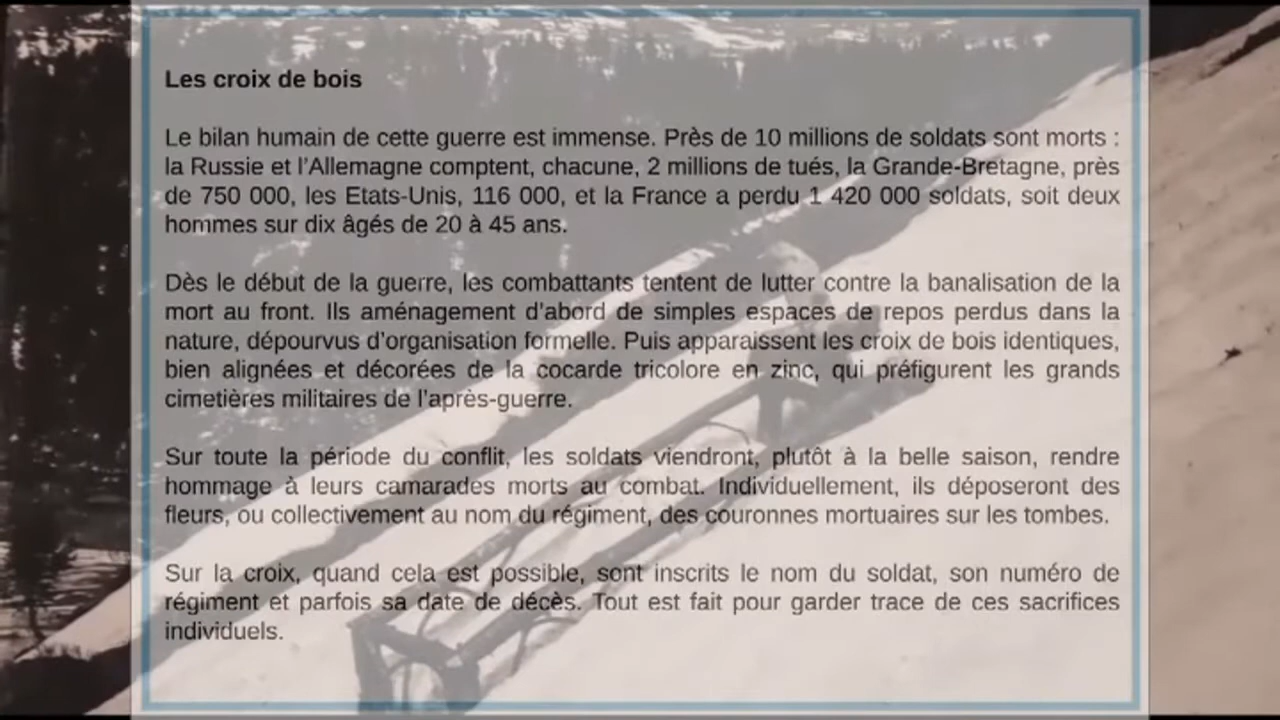 Les croix de bois
Le bilan humain de cette guerre est immense. Près de 10 millions de soldats sont morts :
la Russie et l'Allemagne comptent, chacune, 2 millions de tués, la Grande-Bretagne, près
de 750 000, les Etats-Unis, 116 000, et la France a perdu 1 420 000 soldats, soit deux
hommes sur dix âgés de 20 à 45 ans.
Dès le début de la guerre, les combattants tentent de lutter contre la banalisation de la
mort au front. Ils aménagement d'abord de simples espaces de repos perdus dans la
nature, dépourvus d'organisation formelle. Puis apparaissent les croix de bois identiques,
bien alignées et décorées de la cocarde tricolore en zinc, qui préfigurent les grands
cimetières militaires de l'après-guerre.
Sur toute la période du conflit, les soldats viendront, plutôt à la belle saison, rendre
hommage à leurs camarades morts au combat. Individuellement, ils déposeront des
fleurs, ou collectivement au nom du régiment, des couronnes mortuaires sur les tombes.
Sur la croix, quand cela est possible, sont inscrits le nom du soldat, son numéro de
régiment et parfois sa date de décès. Tout est fait pour garder trace de ces sacrifices
individuels.